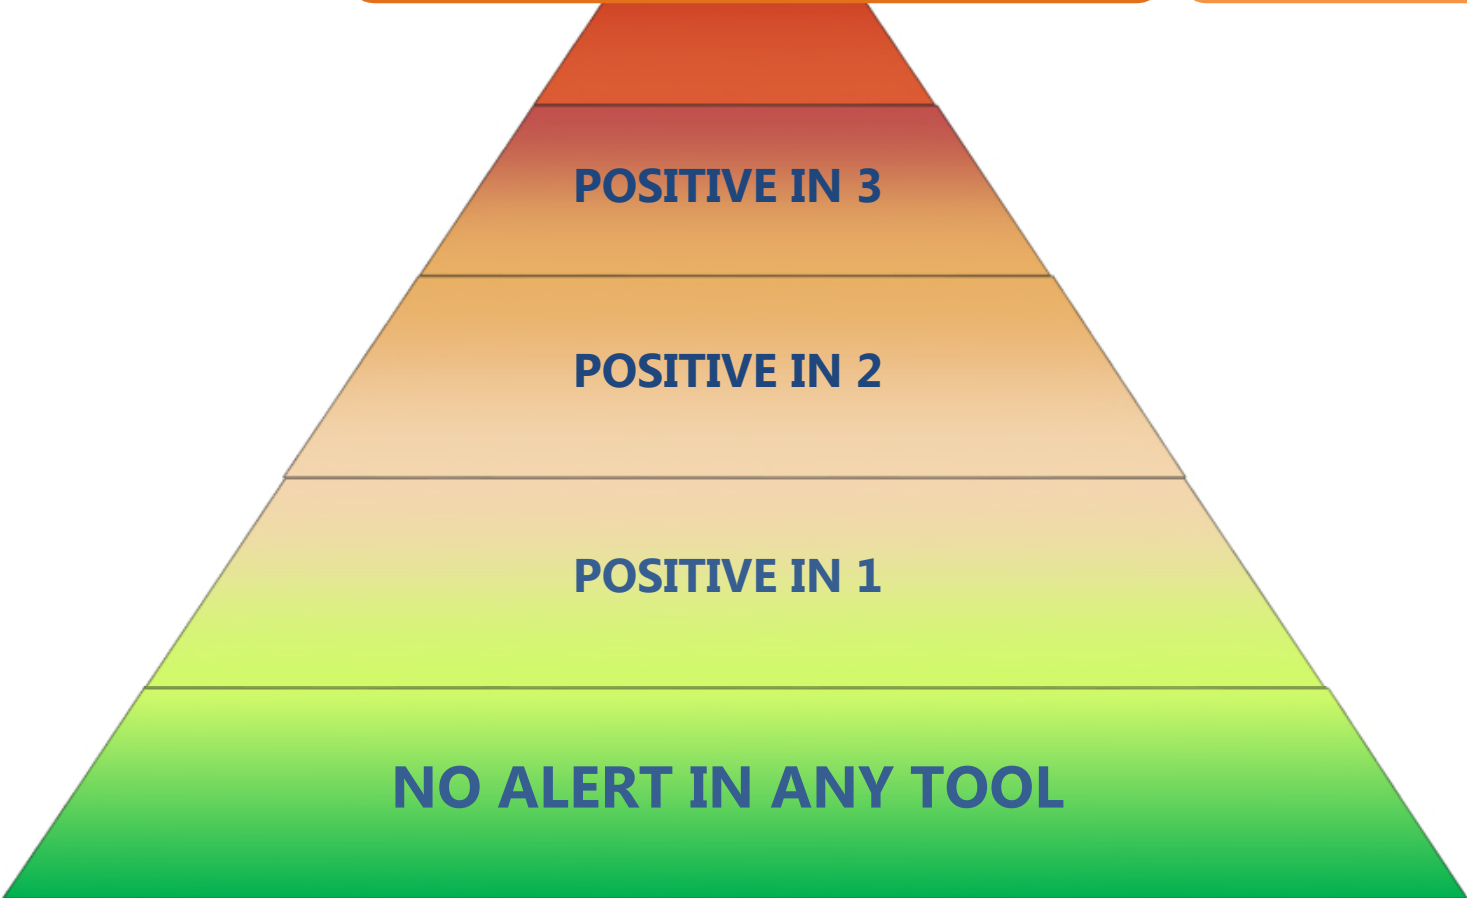 POSITIVE IN 3
POSITIVE IN 2
POSITIVE IN 1
NO ALERT IN ANY TOOL